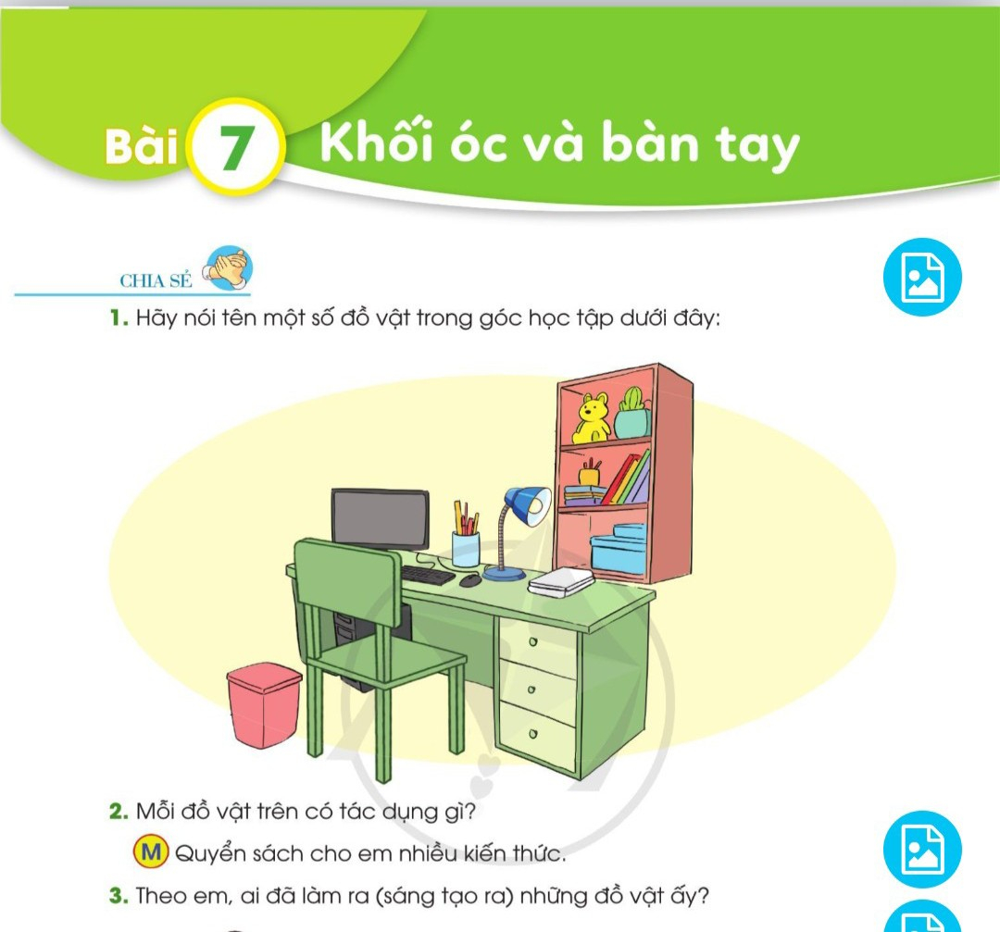 Bài 7 Khối óc và bàn tay
CHIA SẺ
1. Hãy nói tên một số đồ vật trong góc học tập dưới đây:
2. Mỗi đồ vật trên có tác dụng gì?
M Quyển sách cho em nhiều kiến thức.
3. Theo em, ai đã làm ra (sáng tạo ra) những đồ vật ấy?